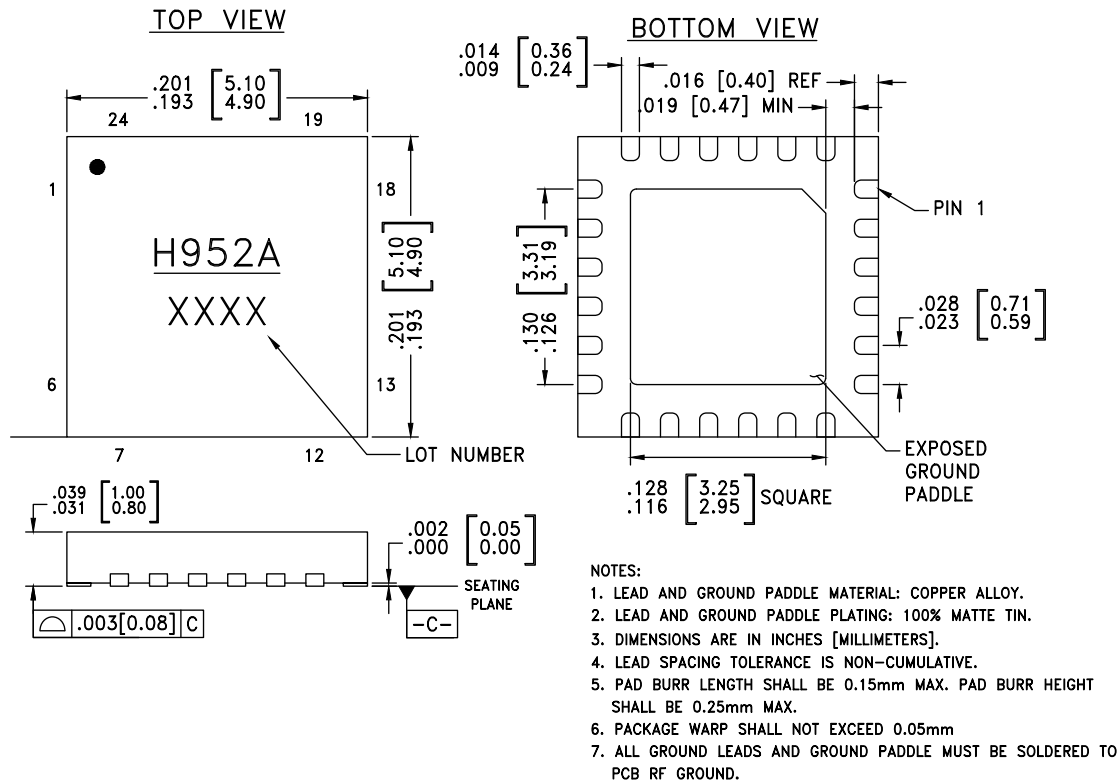 TOP VIEW
.201 [5.10]
.193 [4.90]
24
19
1
18
H952A
XXXX
[5.10]
[4.90]
.201
.193
6
13
7
12
LOT NUMBER
BOTTOM VIEW
.014 [0.36]
.009 [0.24]
.016 [0.40] REF
.019 [0.47] MIN
PIN 1
[3.31]
[3.19]
.130
.126
.028 [0.71]
.023 [0.59]
EXPOSED
GROUND
PADDLE
.128 [3.25] SQUARE
.116 [2.95]
.039 [1.00]
.031 [0.80]
.002 [0.05]
.000 [0.00]
SEATING
PLANE
.003[0.08] C
-C-
NOTES:
1. LEAD AND GROUND PADDLE MATERIAL: COPPER ALLOY.
2. LEAD AND GROUND PADDLE PLATING: 100% MATTE TIN.
3. DIMENSIONS ARE IN INCHES [MILLIMETERS].
4. LEAD SPACING TOLERANCE IS NON-CUMULATIVE.
5. PAD BURR LENGTH SHALL BE 0.15mm MAX. PAD BURR HEIGHT
SHALL BE 0.25mm MAX.
6. PACKAGE WARP SHALL NOT EXCEED 0.05mm
7. ALL GROUND LEADS AND GROUND PADDLE MUST BE SOLDERED TO
PCB RF GROUND.